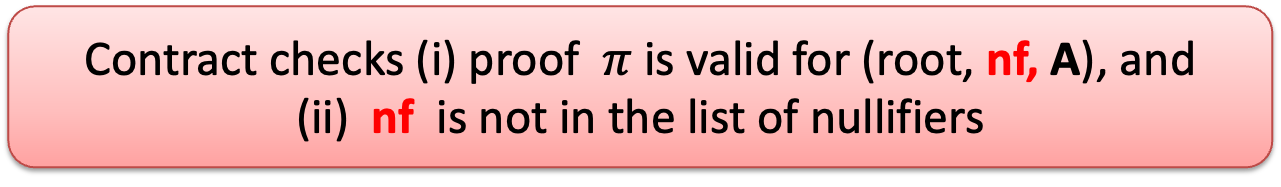 Contract checks (i) proof 𝜋 is valid for (root, nf, A), and
(ii) nf is not in the list of nullifiers